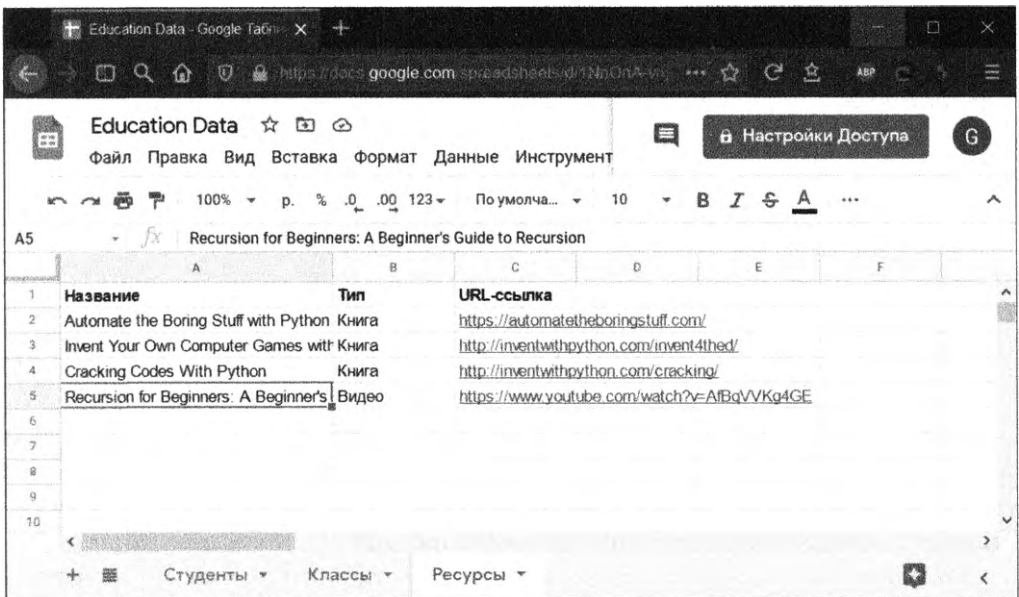 Education Data - Google Табли
https://docs.google.com/spreadsheets/d/1NnOnA-vn ••• ABP
Education Data
Файл Правка Вид Вставка Формат Данные Инструмент
Настройки Доступа G
100% р. % .0 .00 123 По умолча... 10 B I S A ...
A5 fx Recursion for Beginners: A Beginner's Guide to Recursion
A B C D E F
1 Название Тип URL-ссылка
2 Automate the Boring Stuff with Python Книга https://automatetheboringstuff.com/
3 Invent Your Own Computer Games with Книга http://inventwithpython.com/invent4thed/
4 Cracking Codes With Python Книга http://inventwithpython.com/cracking/
5 Recursion for Beginners: A Beginner's Видео https://www.youtube.com/watch?v=AfBqVVKg4GE
6
7
8
9
10
Студенты Классы Ресурсы